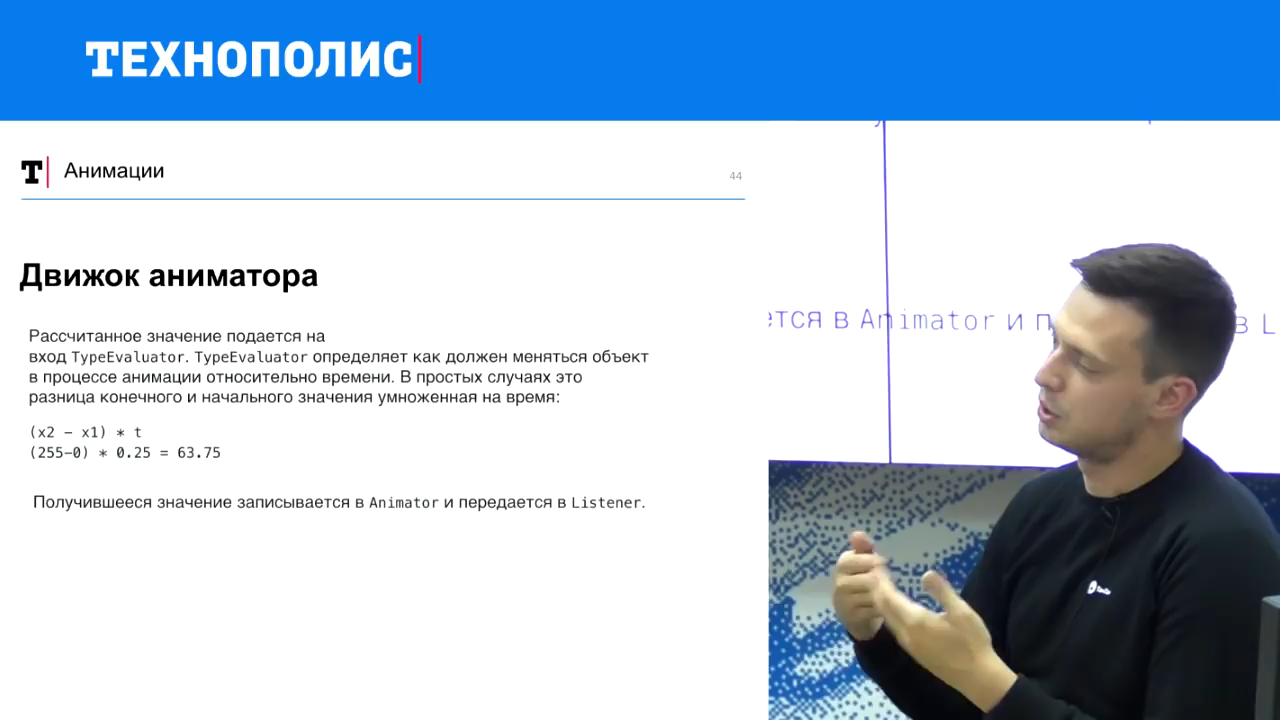 ТЕХНОПОЛИС
Т
Анимации
44
Движок аниматора
Рассчитанное значение подается на
вход TypeEvaluator. TypeEvaluator определяет как должен меняться объект
в процессе анимации относительно времени. В простых случаях это
разница конечного и начального значения умноженная на время:
(x2 – x1) * t
(255–0) * 0.25 = 63.75
Получившееся значение записывается в Animator и передается в Listener.
ется в Animator и п
в L